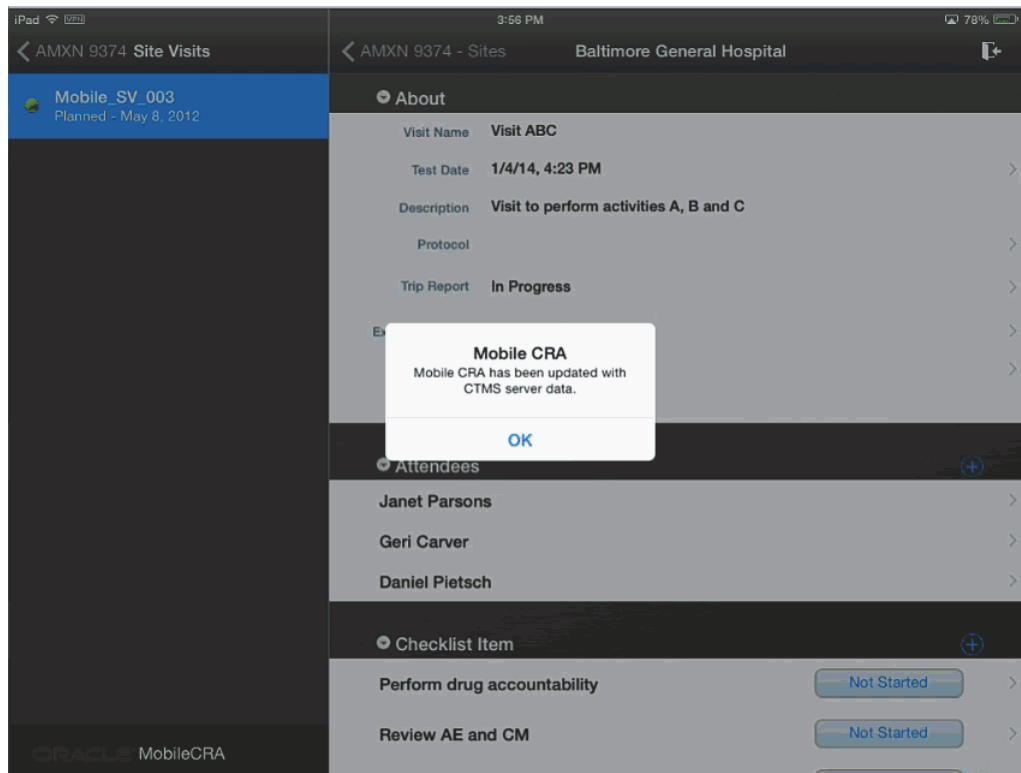 iPad VPN 3:56 PM 78%
AMXN 9374 Site Visits
AMXN 9374 - Sites Baltimore General Hospital
Mobile_SV_003
Planned - May 8, 2012
About
Visit Name Visit ABC
Test Date 1/4/14, 4:23 PM
Description Visit to perform activities A, B and C
Protocol
Trip Report In Progress
Mobile CRA
Mobile CRA has been updated with
CTMS server data.
OK
Attendees
Janet Parsons
Geri Carver
Daniel Pietsch
Checklist Item
Perform drug accountability Not Started
Review AE and CM Not Started
ORACLE MobileCRA